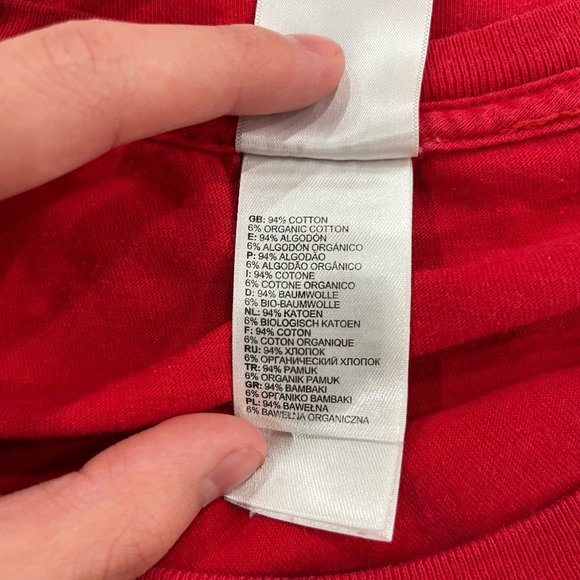 GB: 94% COTTON
6% ORGANIC COTTON
E: 94% ALGODÓN
6% ALGODÓN ORGÁNICO
P: 94% ALGODÃO
6% ALGODÃO ORGÂNICO
I: 94% COTONE
6% COTONE ORGANICO
D: 94% BAUMWOLLE
6% BIO-BAUMWOLLE
NL: 94% KATOEN
6% BIOLOGISCH KATOEN
F: 94% COTON
6% COTON ORGANIQUE
RU: 94% ХЛОПОК
6% ОРГАНИЧЕСКИЙ ХЛОПОК
TR: 94% PAMUK
6% ORGANIK PAMUK
GR: 94% ΒΑΜΒΑΚΙ
6% ΟΡΓΑΝΙΚΟ ΒΑΜΒΑΚΙ
PL: 94% BAWEŁNA
6% BAWEŁNA ORGANICZNA